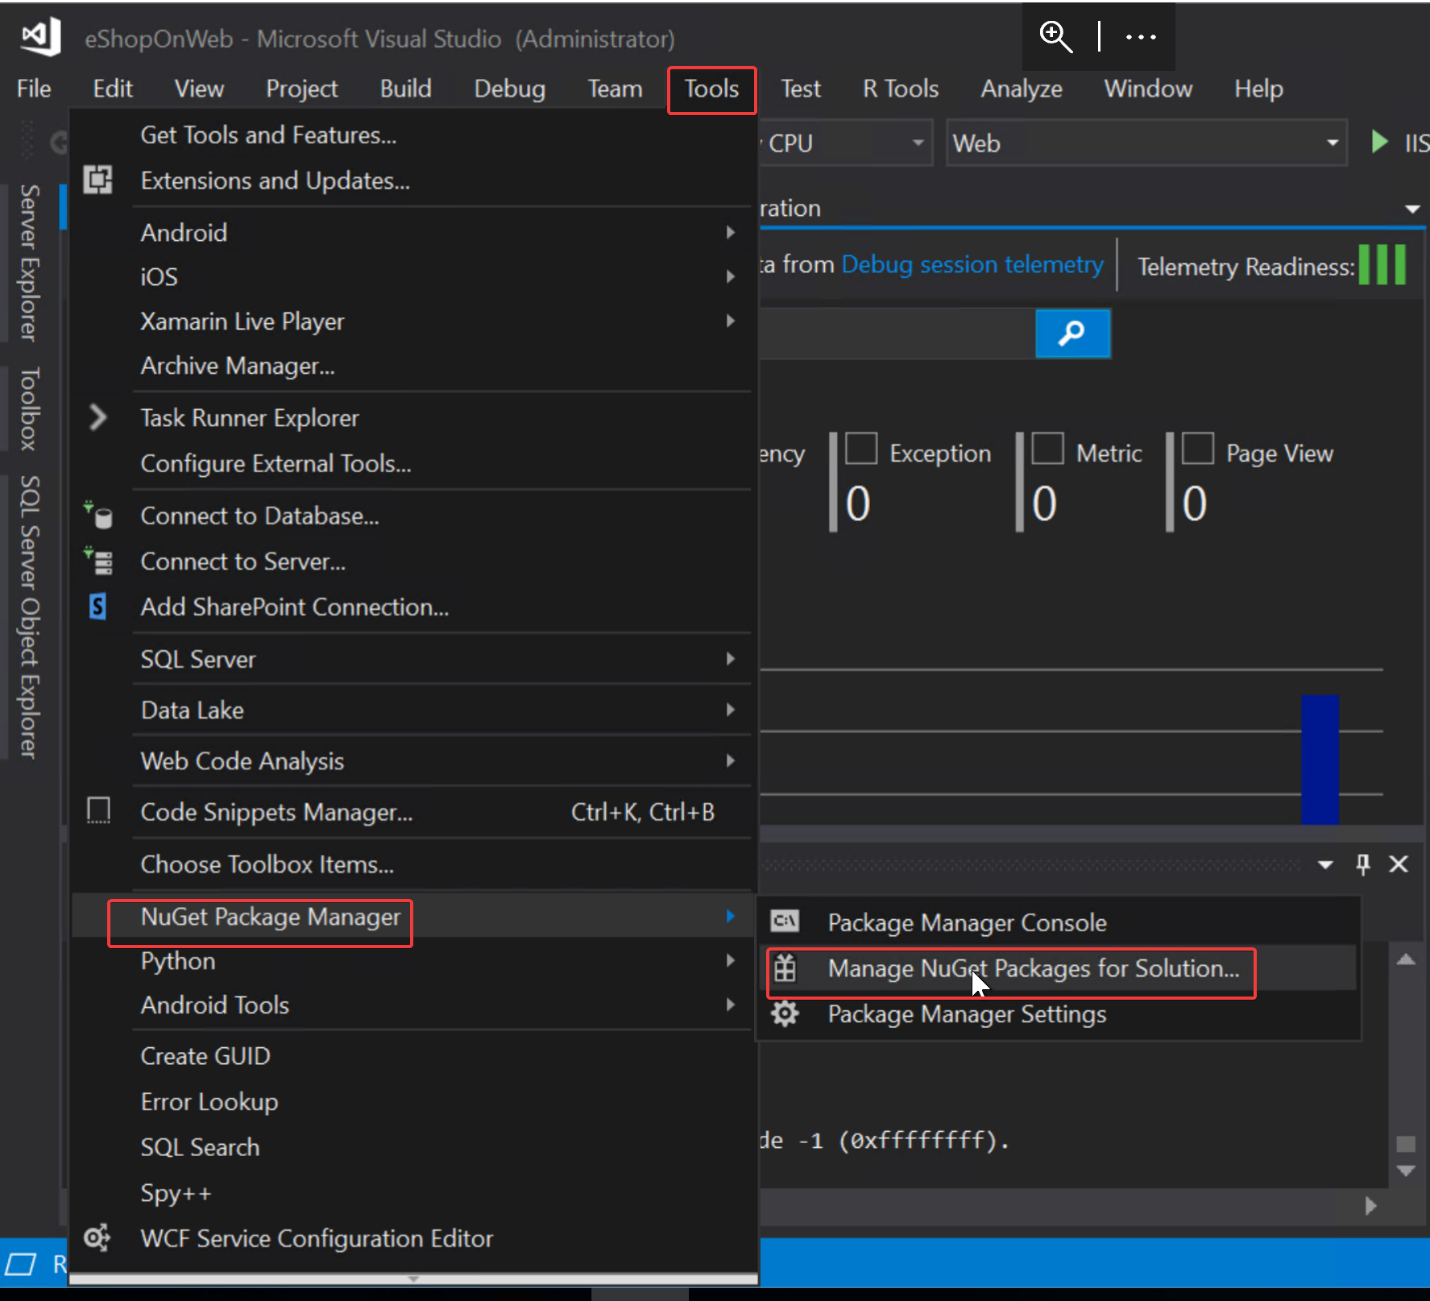 eShopOnWeb - Microsoft Visual Studio (Administrator)
File Edit View Project Build Debug Team Tools Test R Tools Analyze Window Help
CPU Web IIS
Get Tools and Features...
Extensions and Updates...
Android
iOS
Xamarin Live Player
Archive Manager...
Task Runner Explorer
Configure External Tools...
Connect to Database...
Connect to Server...
Add SharePoint Connection...
SQL Server
Data Lake
Web Code Analysis
Code Snippets Manager... Ctrl+K, Ctrl+B
Choose Toolbox Items...
NuGet Package Manager
Python
Android Tools
Create GUID
Error Lookup
SQL Search
Spy++
WCF Service Configuration Editor
Package Manager Console
Manage NuGet Packages for Solution...
Package Manager Settings
Server Explorer
Toolbox
SQL Server Object Explorer
ration
ta from Debug session telemetry
Telemetry Readiness:
ency
Exception
0
Metric
0
Page View
0
de -1 (0xffffffff).
R